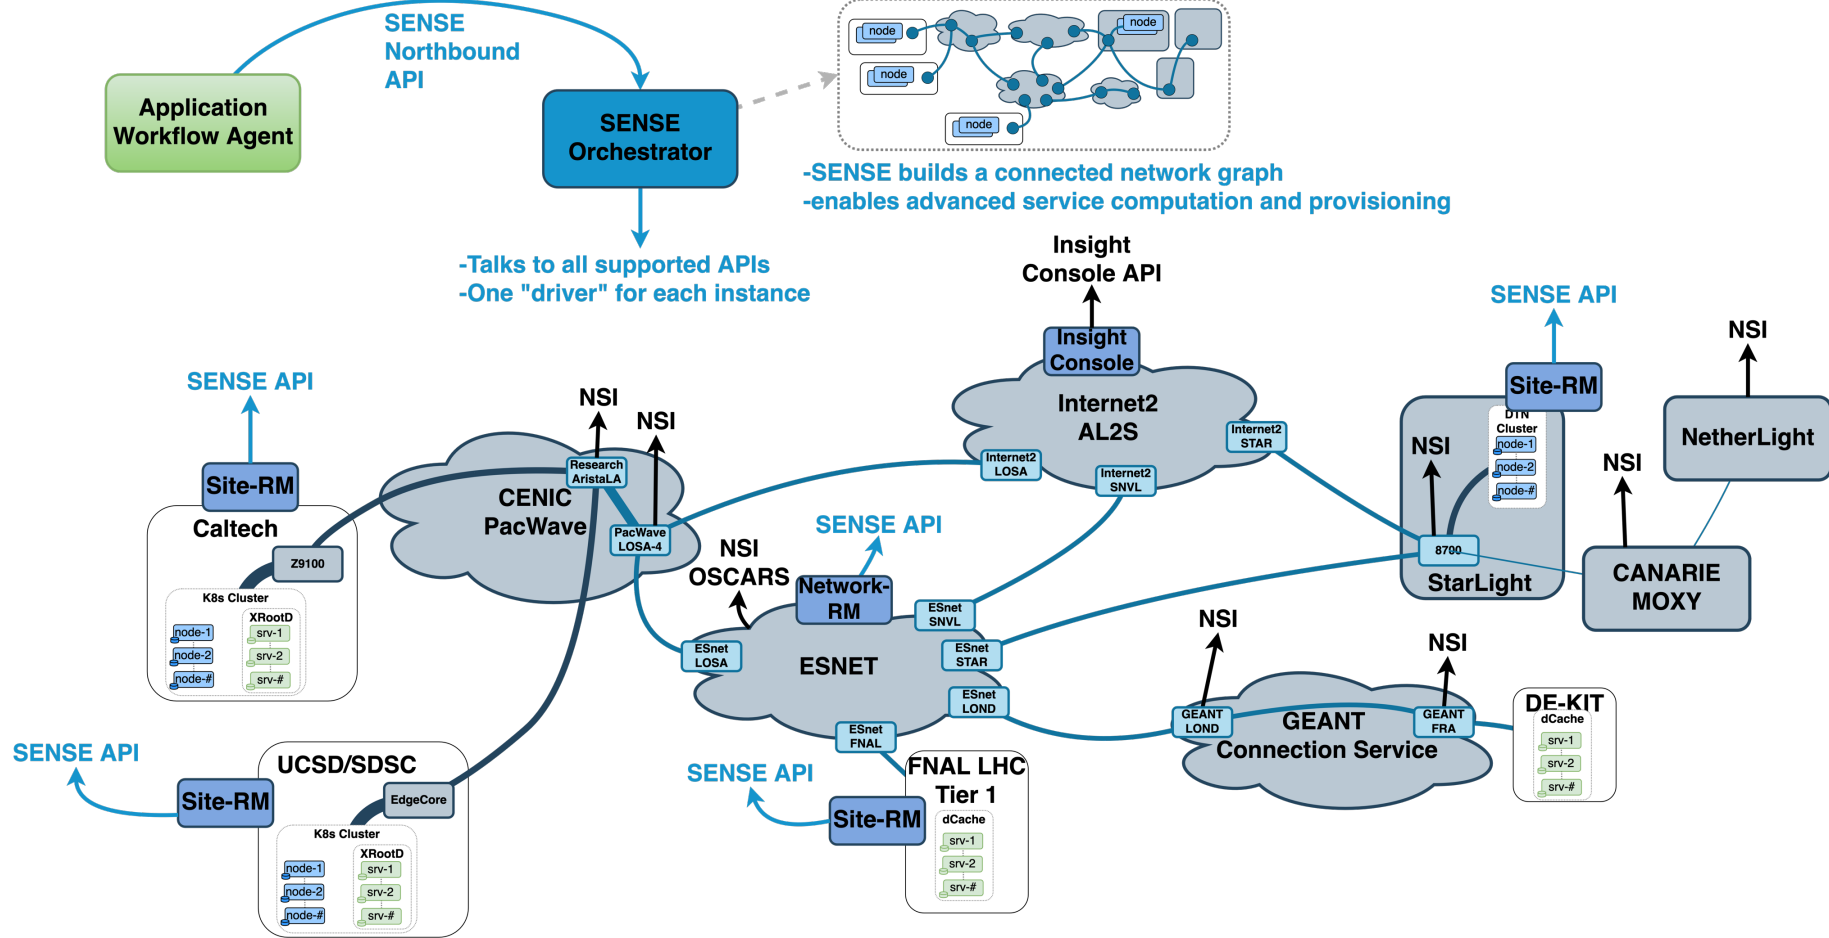 SENSE
Northbound
API
Application
Workflow Agent
SENSE
Orchestrator
node
node
node
node
-SENSE builds a connected network graph
-enables advanced service computation and provisioning
-Talks to all supported APIs
-One "driver" for each instance
Insight
Console API
Insight
Console
Internet2
AL2S
Internet2
LOSA
Internet2
SNVL
Internet2
STAR
SENSE API
Site-RM
DTN
Cluster
node-1
node-2
node-#
NSI
8700
StarLight
NSI
NetherLight
NSI
CANARIE
MOXY
SENSE API
Site-RM
Caltech
Z9100
K8s Cluster
node-1
node-2
node-#
XRootD
srv-1
srv-2
srv-#
NSI
NSI
Research
AristaLA
CENIC
PacWave
PacWave
LOSA-4
NSI
OSCARS
SENSE API
Network-
RM
ESNET
ESnet
LOSA
ESnet
SNVL
ESnet
STAR
ESnet
LOND
ESnet
FNAL
SENSE API
Site-RM
UCSD/SDSC
EdgeCore
K8s Cluster
node-1
node-2
node-#
XRootD
srv-1
srv-2
srv-#
SENSE API
Site-RM
FNAL LHC
Tier 1
dCache
srv-1
srv-2
srv-#
NSI
NSI
GEANT
LOND
GEANT
Connection Service
GEANT
FRA
DE-KIT
dCache
srv-1
srv-2
srv-#